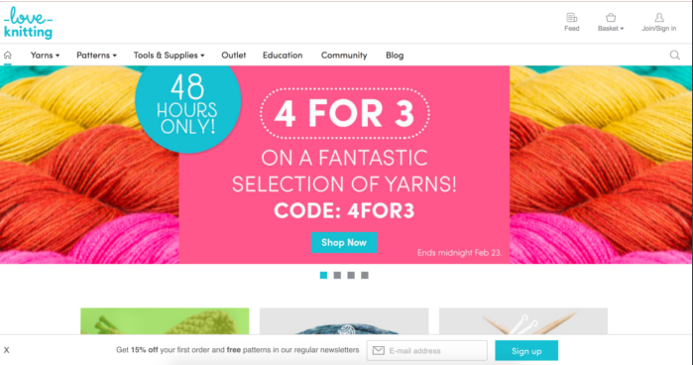 -love-
knitting
Feed
Basket
Join/Sign in
Yarns
Patterns
Tools & Supplies
Outlet
Education
Community
Blog
48
HOURS
ONLY!
4 FOR 3
ON A FANTASTIC
SELECTION OF YARNS!
CODE: 4FOR3
Shop Now
Ends midnight Feb 23.
X
Get 15% off your first order and free patterns in our regular newsletters
E-mail address
Sign up